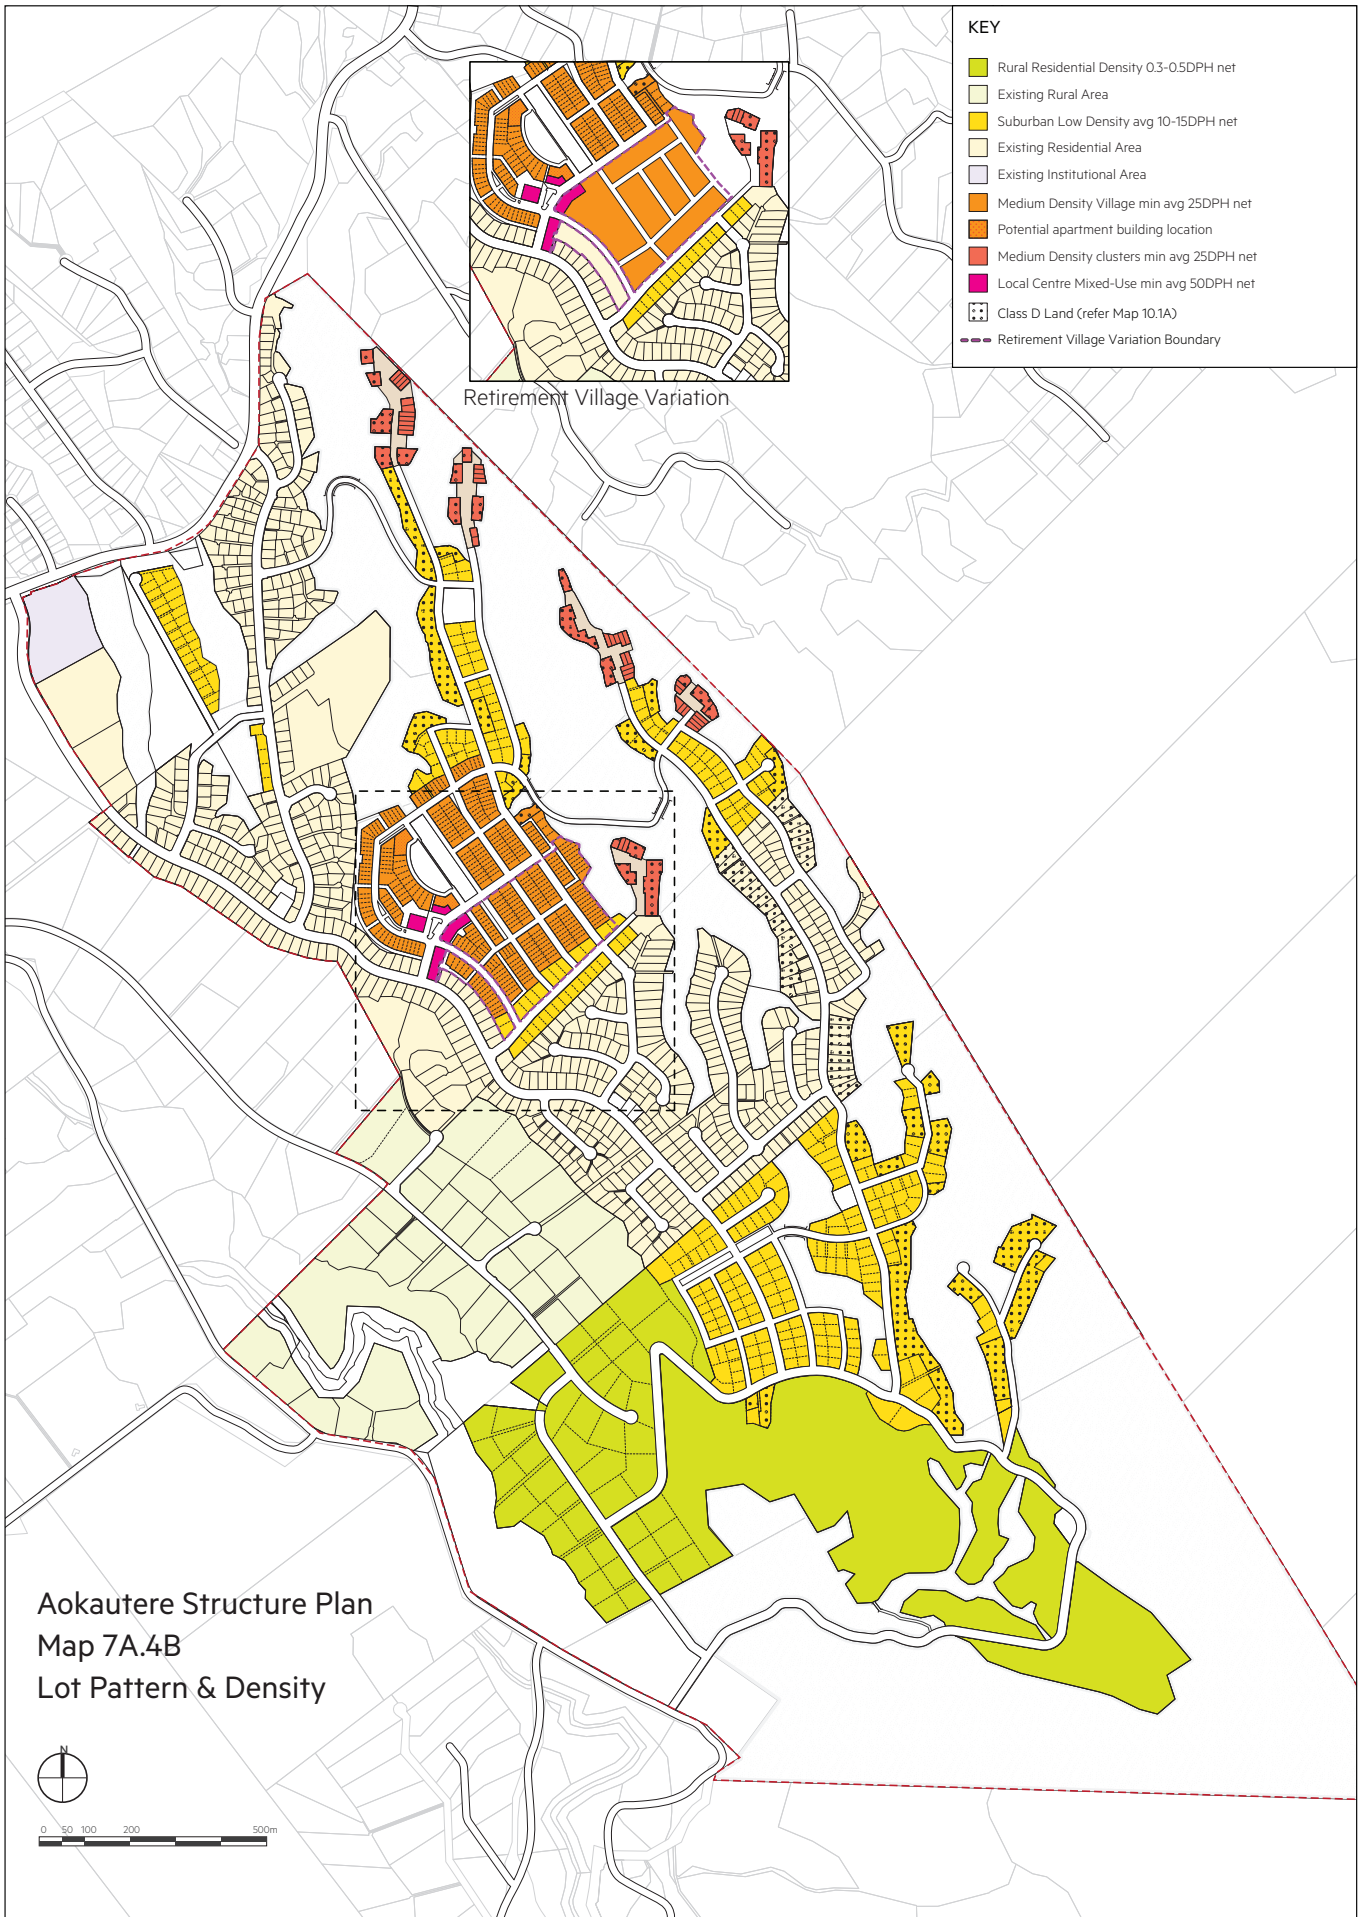 KEY
Rural Residential Density 0.3-0.5DPH net
Existing Rural Area
Suburban Low Density avg 10-15DPH net
Existing Residential Area
Existing Institutional Area
Medium Density Village min avg 25DPH net
Potential apartment building location
Medium Density clusters min avg 25DPH net
Local Centre Mixed-Use min avg 50DPH net
Class D Land (refer Map 10.1A)
Retirement Village Variation Boundary
Retirement Village Variation
Aokautere Structure Plan
Map 7A.4B
Lot Pattern & Density
N
0 50 100 200 500m